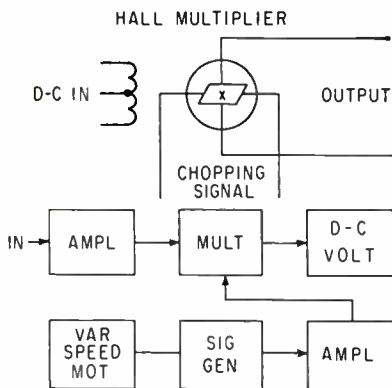 HALL MULTIPLIER
D-C IN
X
OUTPUT
CHOPPING
SIGNAL
IN
AMPL
MULT
D-C
VOLT
VAR
SPEED
MOT
SIG
GEN
AMPL